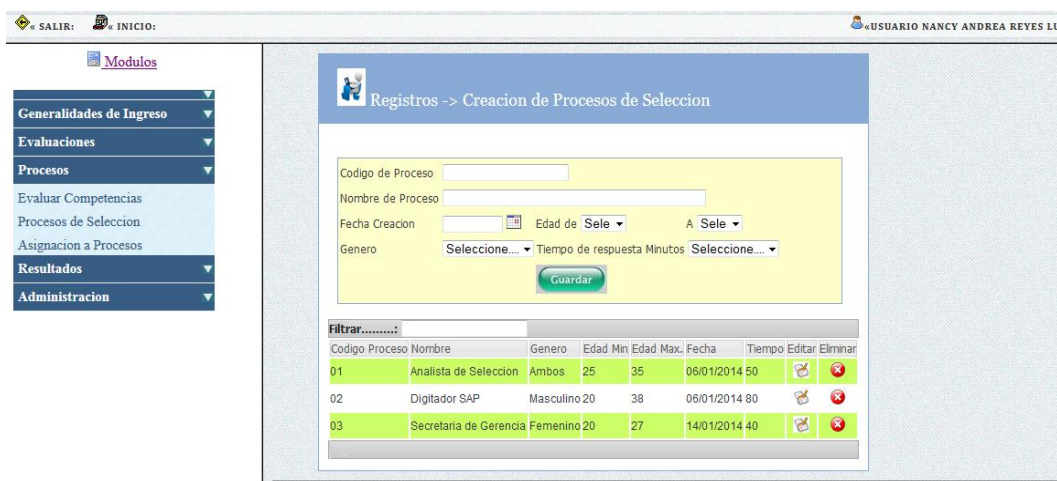 « SALIR: « INICIO: «USUARIO NANCY ANDREA REYES LU
Modulos
Generalidades de Ingreso
Evaluaciones
Procesos
Evaluar Competencias
Procesos de Seleccion
Asignacion a Procesos
Resultados
Administracion
Registros -> Creacion de Procesos de Seleccion
Codigo de Proceso
Nombre de Proceso
Fecha Creacion Edad de Sele A Sele
Genero Seleccione.... Tiempo de respuesta Minutos Seleccione....
Guardar
Filtrar.........:
Codigo Proceso Nombre Genero Edad Min Edad Max. Fecha Tiempo Editar Eliminar
01 Analista de Seleccion Ambos 25 35 06/01/2014 50
02 Digitador SAP Masculino 20 38 06/01/2014 80
03 Secretaria de Gerencia Femenino 20 27 14/01/2014 40